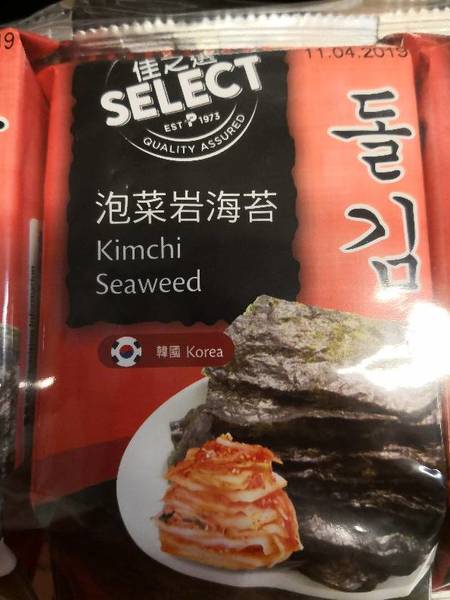 11.04.2019
佳之選
SELECT
EST 1973
QUALITY ASSURED
돌김
泡菜岩海苔
Kimchi
Seaweed
韓國 Korea